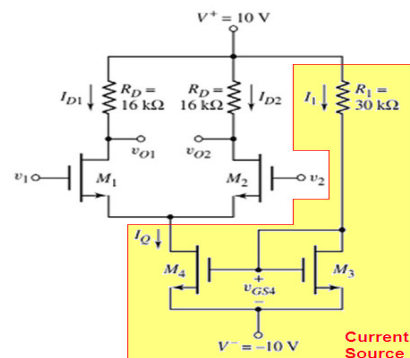 V⁺ = 10 V
I_D1 R_D = 16 kΩ
R_D = 16 kΩ I_D2
I_1 R_1 = 30 kΩ
v_O1 v_O2
v_1 M_1 M_2 v_2
I_Q
M_4 + v_GS4 − M_3
V⁻ = −10 V
Current
Source